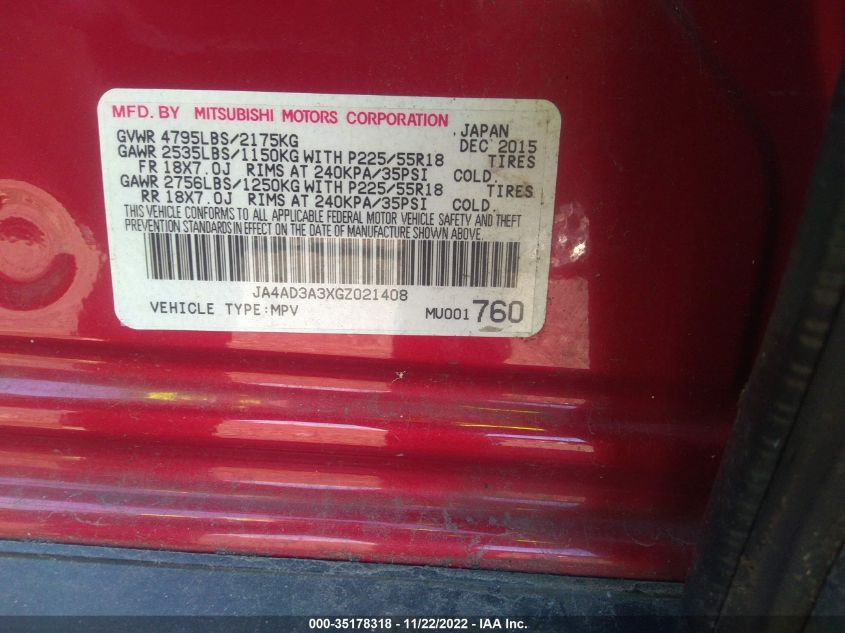 MFD. BY MITSUBISHI MOTORS CORPORATION
GVWR 4795LBS/2175KG JAPAN DEC 2015
GAWR 2535LBS/1150KG WITH P225/55R18 TIRES
FR 18X7.0J RIMS AT 240KPA/35PSI COLD.
GAWR 2756LBS/1250KG WITH P225/55R18 TIRES
RR 18X7.0J RIMS AT 240KPA/35PSI COLD.
THIS VEHICLE CONFORMS TO ALL APPLICABLE FEDERAL MOTOR VEHICLE SAFETY AND THEFT
PREVENTION STANDARDS IN EFFECT ON THE DATE OF MANUFACTURE SHOWN ABOVE.
JA4AD3A3XGZ021408
VEHICLE TYPE:MPV MU001 760
000-35178318 - 11/22/2022 - IAA Inc.